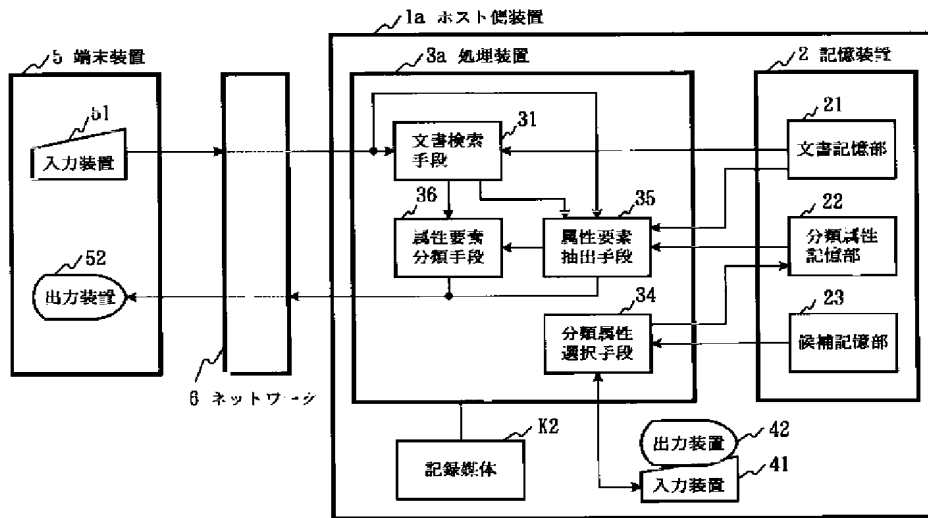 1a ホスト側装置
5 端末装置
3a 処理装置
2 記憶装置
51
入力装置
31
文書検索
手段
21
文書記憶部
36
属性要素
分類手段
35
属性要素
抽出手段
22
分類属性
記憶部
52
出力装置
34
分類属性
選択手段
23
候補記憶部
6 ネットワーク
K2
記録媒体
42
出力装置
41
入力装置